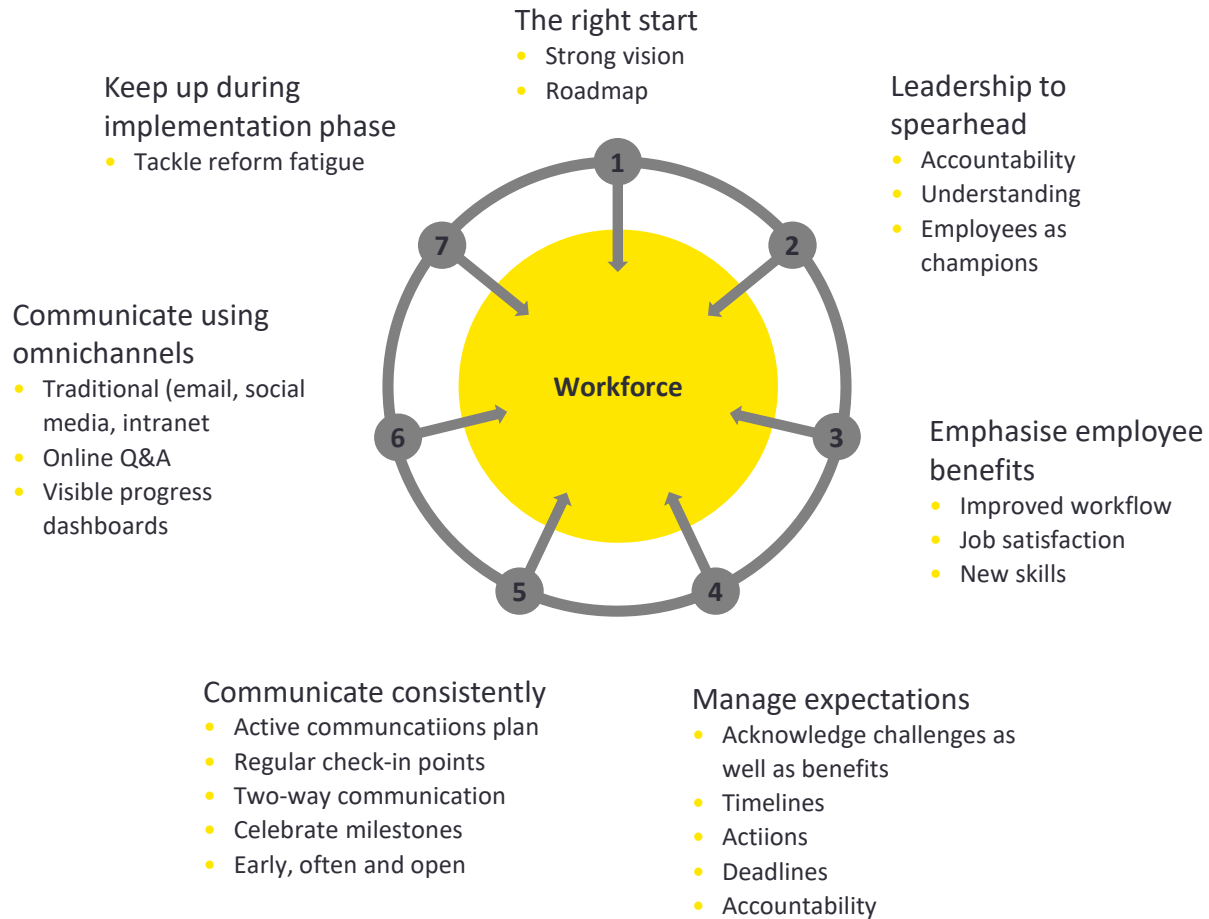 The right start
• Strong vision
• Roadmap
Leadership to
spearhead
• Accountability
• Understanding
• Employees as
champions
Emphasise employee
benefits
• Improved workflow
• Job satisfaction
• New skills
Manage expectations
• Acknowledge challenges as
well as benefits
• Timelines
• Actiions
• Deadlines
• Accountability
Communicate consistently
• Active communcatiions plan
• Regular check-in points
• Two-way communication
• Celebrate milestones
• Early, often and open
Communicate using
omnichannels
• Traditional (email, social
media, intranet
• Online Q&A
• Visible progress
dashboards
Keep up during
implementation phase
• Tackle reform fatigue
1
2
3
4
5
6
7
Workforce